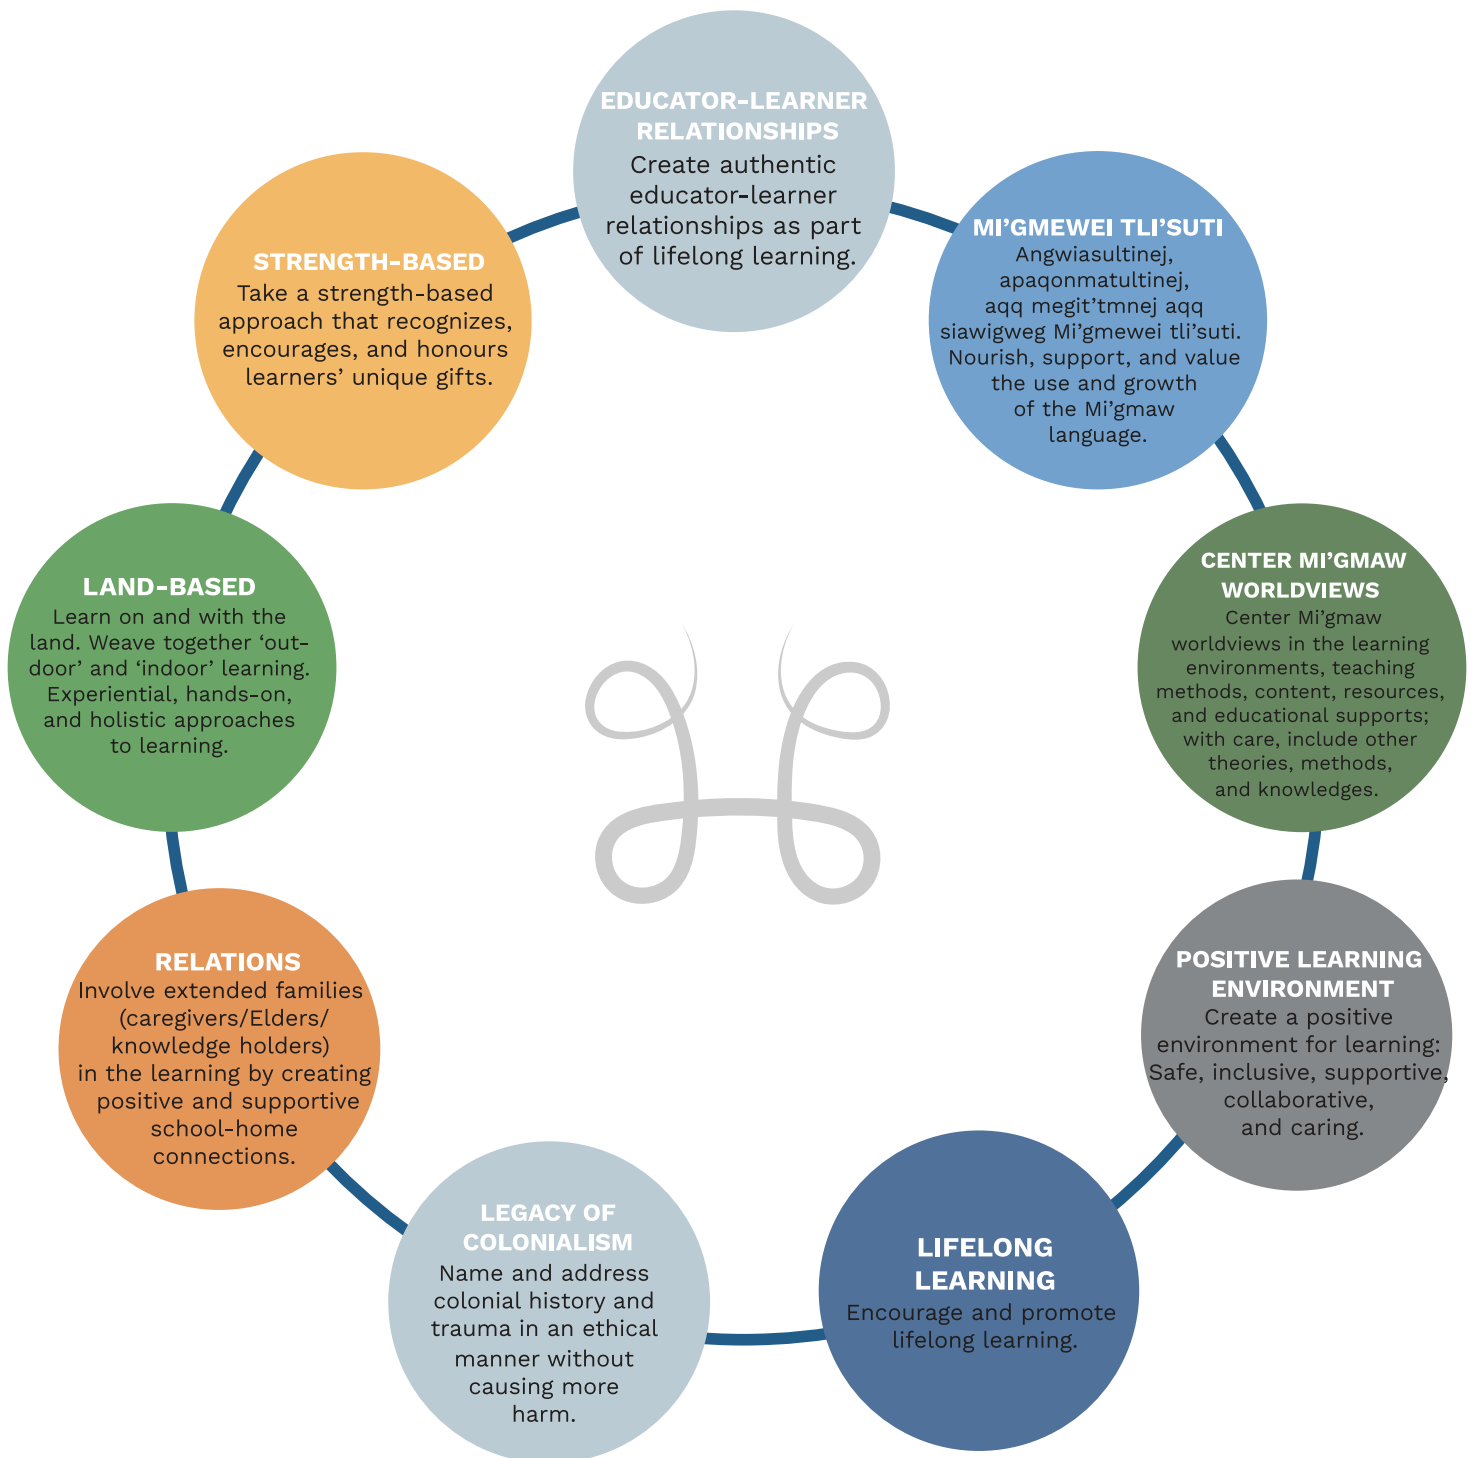 EDUCATOR-LEARNER
RELATIONSHIPS
Create authentic
educator-learner
relationships as part
of lifelong learning.
MI'GMEWEI TLI'SUTI
Angwiasultinej,
apaqonmatultinej,
aqq megit'tmnej aqq
siawigweg Mi'gmewei tli'suti.
Nourish, support, and value
the use and growth
of the Mi'gmaw
language.
CENTER MI'GMAW
WORLDVIEWS
Center Mi'gmaw
worldviews in the learning
environments, teaching
methods, content, resources,
and educational supports;
with care, include other
theories, methods,
and knowledges.
POSITIVE LEARNING
ENVIRONMENT
Create a positive
environment for learning:
Safe, inclusive, supportive,
collaborative,
and caring.
LIFELONG
LEARNING
Encourage and promote
lifelong learning.
LEGACY OF
COLONIALISM
Name and address
colonial history and
trauma in an ethical
manner without
causing more
harm.
RELATIONS
Involve extended families
(caregivers/Elders/
knowledge holders)
in the learning by creating
positive and supportive
school-home
connections.
LAND-BASED
Learn on and with the
land. Weave together ‘out-
door’ and ‘indoor’ learning.
Experiential, hands-on,
and holistic approaches
to learning.
STRENGTH-BASED
Take a strength-based
approach that recognizes,
encourages, and honours
learners’ unique gifts.